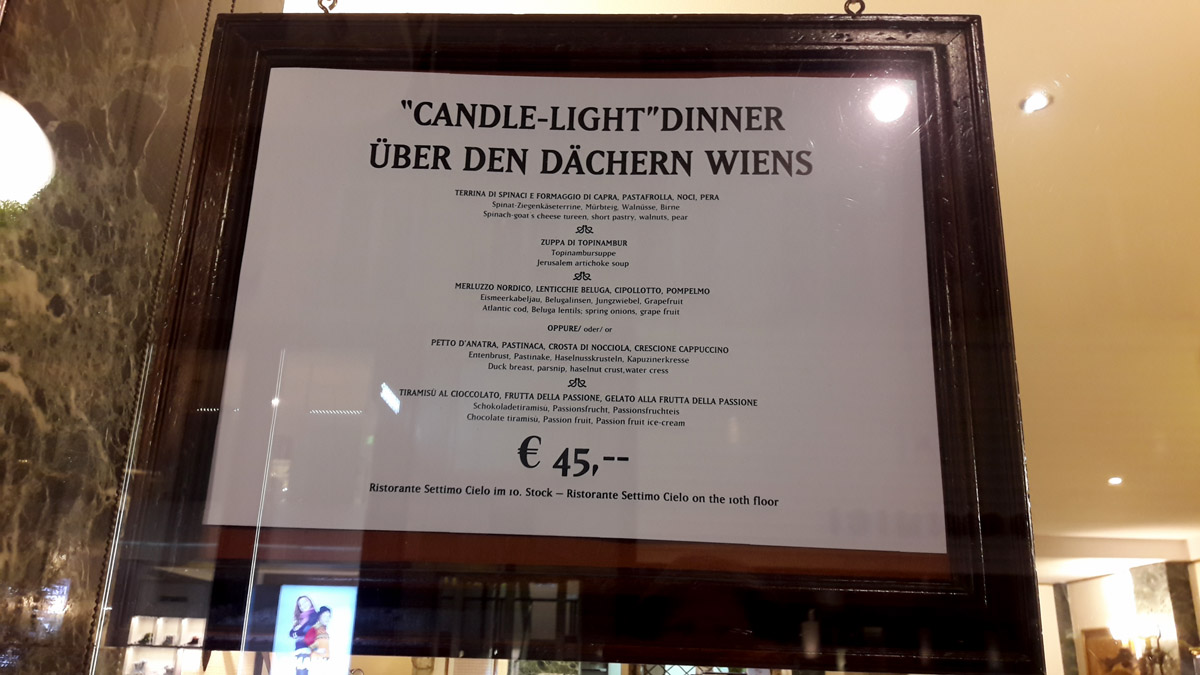 "CANDLE-LIGHT"DINNER
ÜBER DEN DÄCHERN WIENS
TERRINA DI SPINACI E FORMAGGIO DI CAPRA, PASTAFROLLA, NOCI, PERA
Spinat-Ziegenkäseterrine, Mürbteig, Walnüsse, Birne
Spinach-goat s cheese tureen, short pastry, walnuts, pear
ZUPPA DI TOPINAMBUR
Topinambursuppe
Jerusalem artichoke soup
MERLUZZO NORDICO, LENTICCHIE BELUGA, CIPOLLOTTO, POMPELMO
Eismeerkabeljau, Belugalinsen, Jungzwiebel, Grapefruit
Atlantic cod, Beluga lentils; spring onions, grape fruit
OPPURE/ oder/ or
PETTO D'ANATRA, PASTINACA, CROSTA DI NOCCIOLA, CRESCIONE CAPPUCCINO
Entenbrust, Pastinake, Haselnusskrusteln, Kapuzinerkresse
Duck breast, parsnip, haselnut crust,water cress
TIRAMISÙ AL CIOCCOLATO, FRUTTA DELLA PASSIONE, GELATO ALLA FRUTTA DELLA PASSIONE
Schokoladetiramisu, Passionsfrucht, Passionsfruchteis
Chocolate tiramisu, Passion fruit, Passion fruit ice-cream
€ 45,--
Ristorante Settimo Cielo im 10. Stock – Ristorante Settimo Cielo on the 10th floor